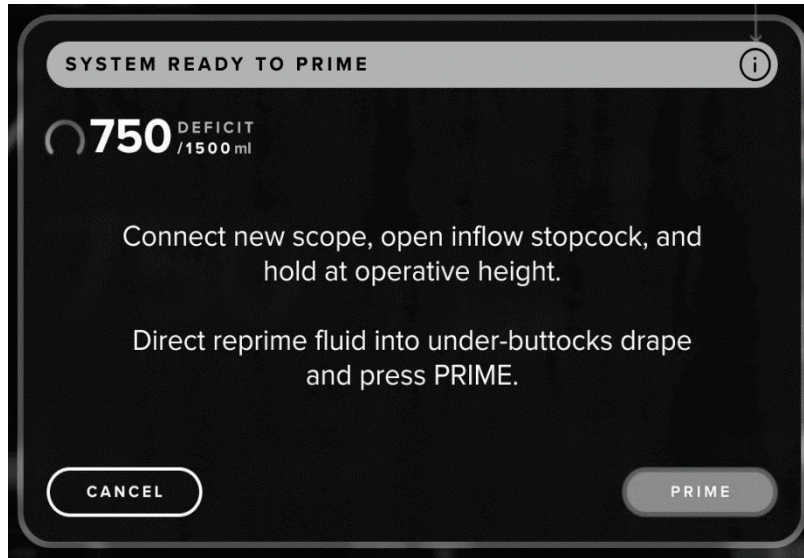 SYSTEM READY TO PRIME
i
750 DEFICIT
/1500 ml
Connect new scope, open inflow stopcock, and
hold at operative height.
Direct reprime fluid into under-buttocks drape
and press PRIME.
CANCEL
PRIME